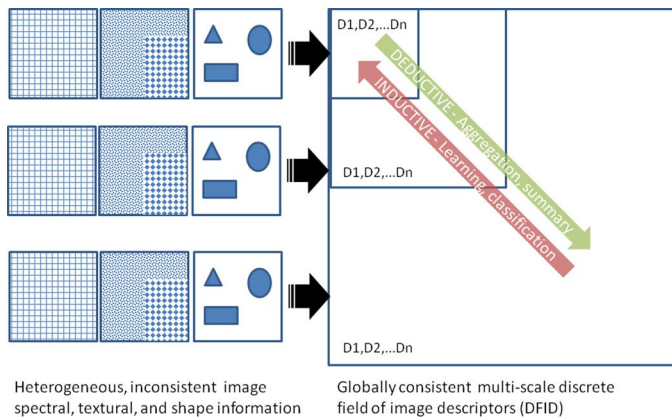 D1,D2,...Dn
DEDUCTIVE - Aggregation, summary
INDUCTIVE - Learning, classification
D1,D2,...Dn
D1,D2,...Dn
Heterogeneous, inconsistent image
spectral, textural, and shape information
Globally consistent multi-scale discrete
field of image descriptors (DFID)